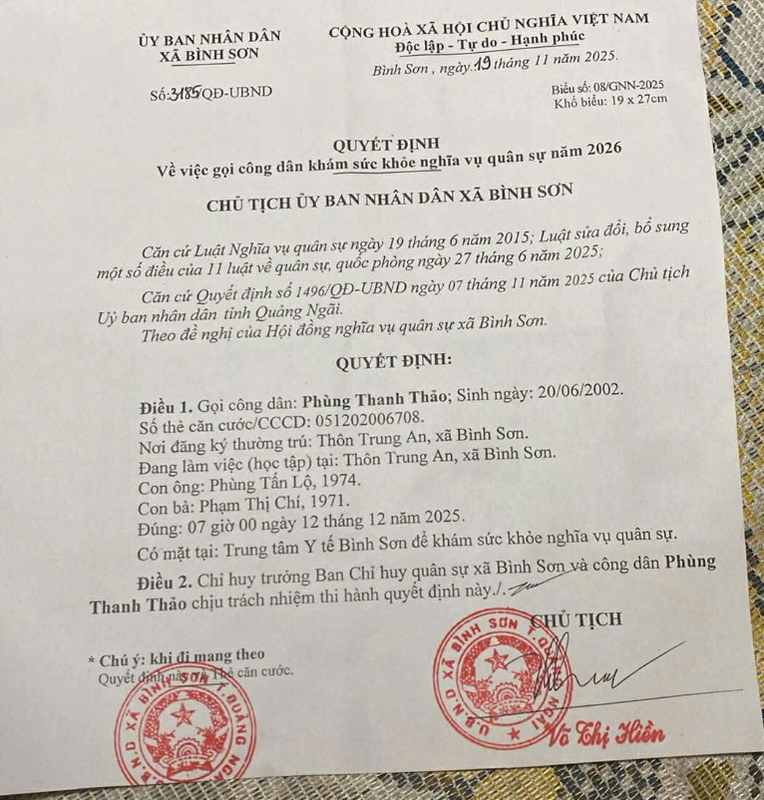 ỦY BAN NHÂN DÂN
XÃ BÌNH SƠN
CỘNG HOÀ XÃ HỘI CHỦ NGHĨA VIỆT NAM
Độc lập - Tự do - Hạnh phúc
Bình Sơn , ngày.19 tháng 11 năm 2025.
Số:3185/QĐ-UBND
Biểu số: 08/GNN-2025
Khổ biểu: 19 x 27cm
QUYẾT ĐỊNH
Về việc gọi công dân khám sức khỏe nghĩa vụ quân sự năm 2026
CHỦ TỊCH ỦY BAN NHÂN DÂN XÃ BÌNH SƠN
Căn cứ Luật Nghĩa vụ quân sự ngày 19 tháng 6 năm 2015; Luật sửa đổi, bổ sung
một số điều của 11 luật về quân sự, quốc phòng ngày 27 tháng 6 năm 2025;
Căn cứ Quyết định số 1496/QĐ-UBND ngày 07 tháng 11 năm 2025 của Chủ tịch
Uỷ ban nhân dân tỉnh Quảng Ngãi.
Theo đề nghị của Hội đồng nghĩa vụ quân sự xã Bình Sơn.
QUYẾT ĐỊNH:
Điều 1. Gọi công dân: Phùng Thanh Thảo; Sinh ngày: 20/06/2002.
Số thẻ căn cước/CCCD: 051202006708.
Nơi đăng ký thường trú: Thôn Trung An, xã Bình Sơn.
Đang làm việc (học tập) tại: Thôn Trung An, xã Bình Sơn.
Con ông: Phùng Tấn Lộ, 1974.
Con bà: Phạm Thị Chí, 1971.
Đúng: 07 giờ 00 ngày 12 tháng 12 năm 2025.
Có mặt tại: Trung tâm Y tế Bình Sơn để khám sức khỏe nghĩa vụ quân sự.
Điều 2. Chỉ huy trưởng Ban Chỉ huy quân sự xã Bình Sơn và công dân Phùng
Thanh Thảo chịu trách nhiệm thi hành quyết định này./.
CHỦ TỊCH
* Chú ý: khi đi mang theo
Quyết định này, Thẻ căn cước.
U.B.N.D XÃ BÌNH SƠN T.QUẢNG NGÃI
Võ Thị Hiền
U.B.N.D XÃ BÌNH SƠN T.QUẢNG NGÃI